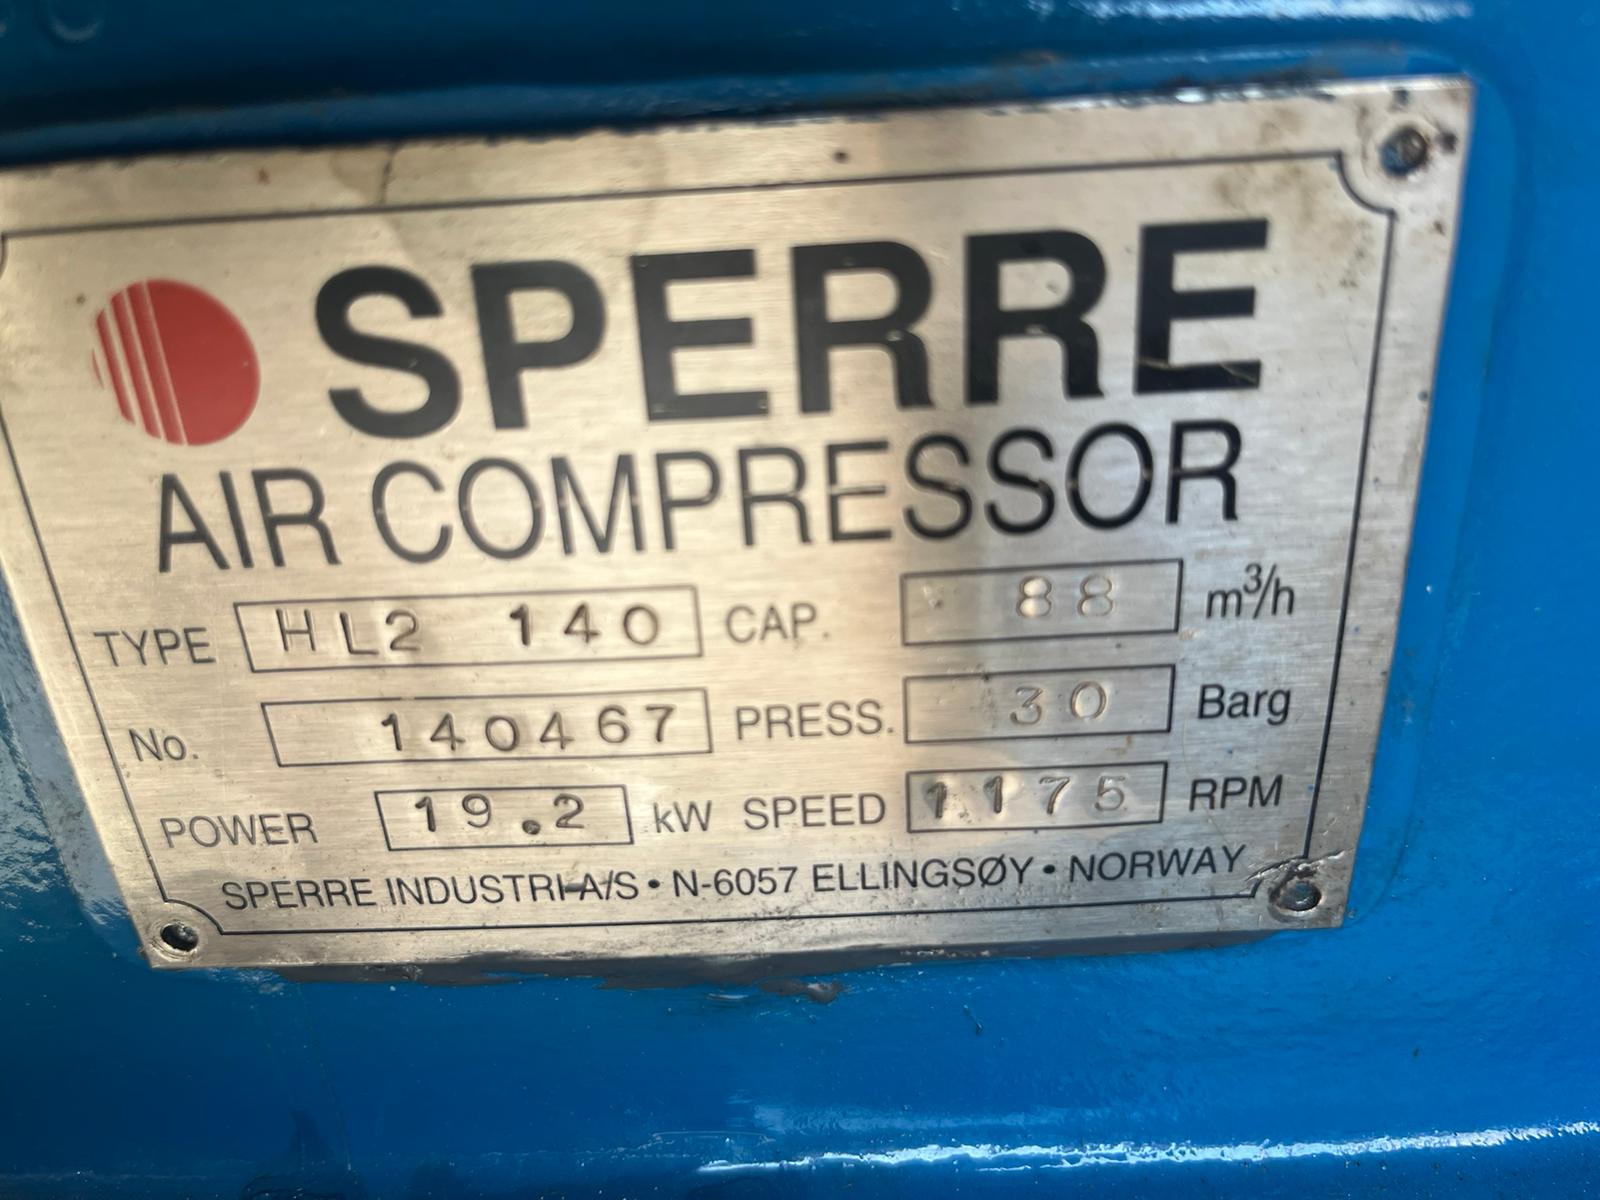 SPERRE
AIR COMPRESSOR
TYPE HL2 140 CAP. 88 m³/h
No. 140467 PRESS. 30 Barg
POWER 19.2 kW SPEED 1175 RPM
SPERRE INDUSTRI A/S • N-6057 ELLINGSØY • NORWAY